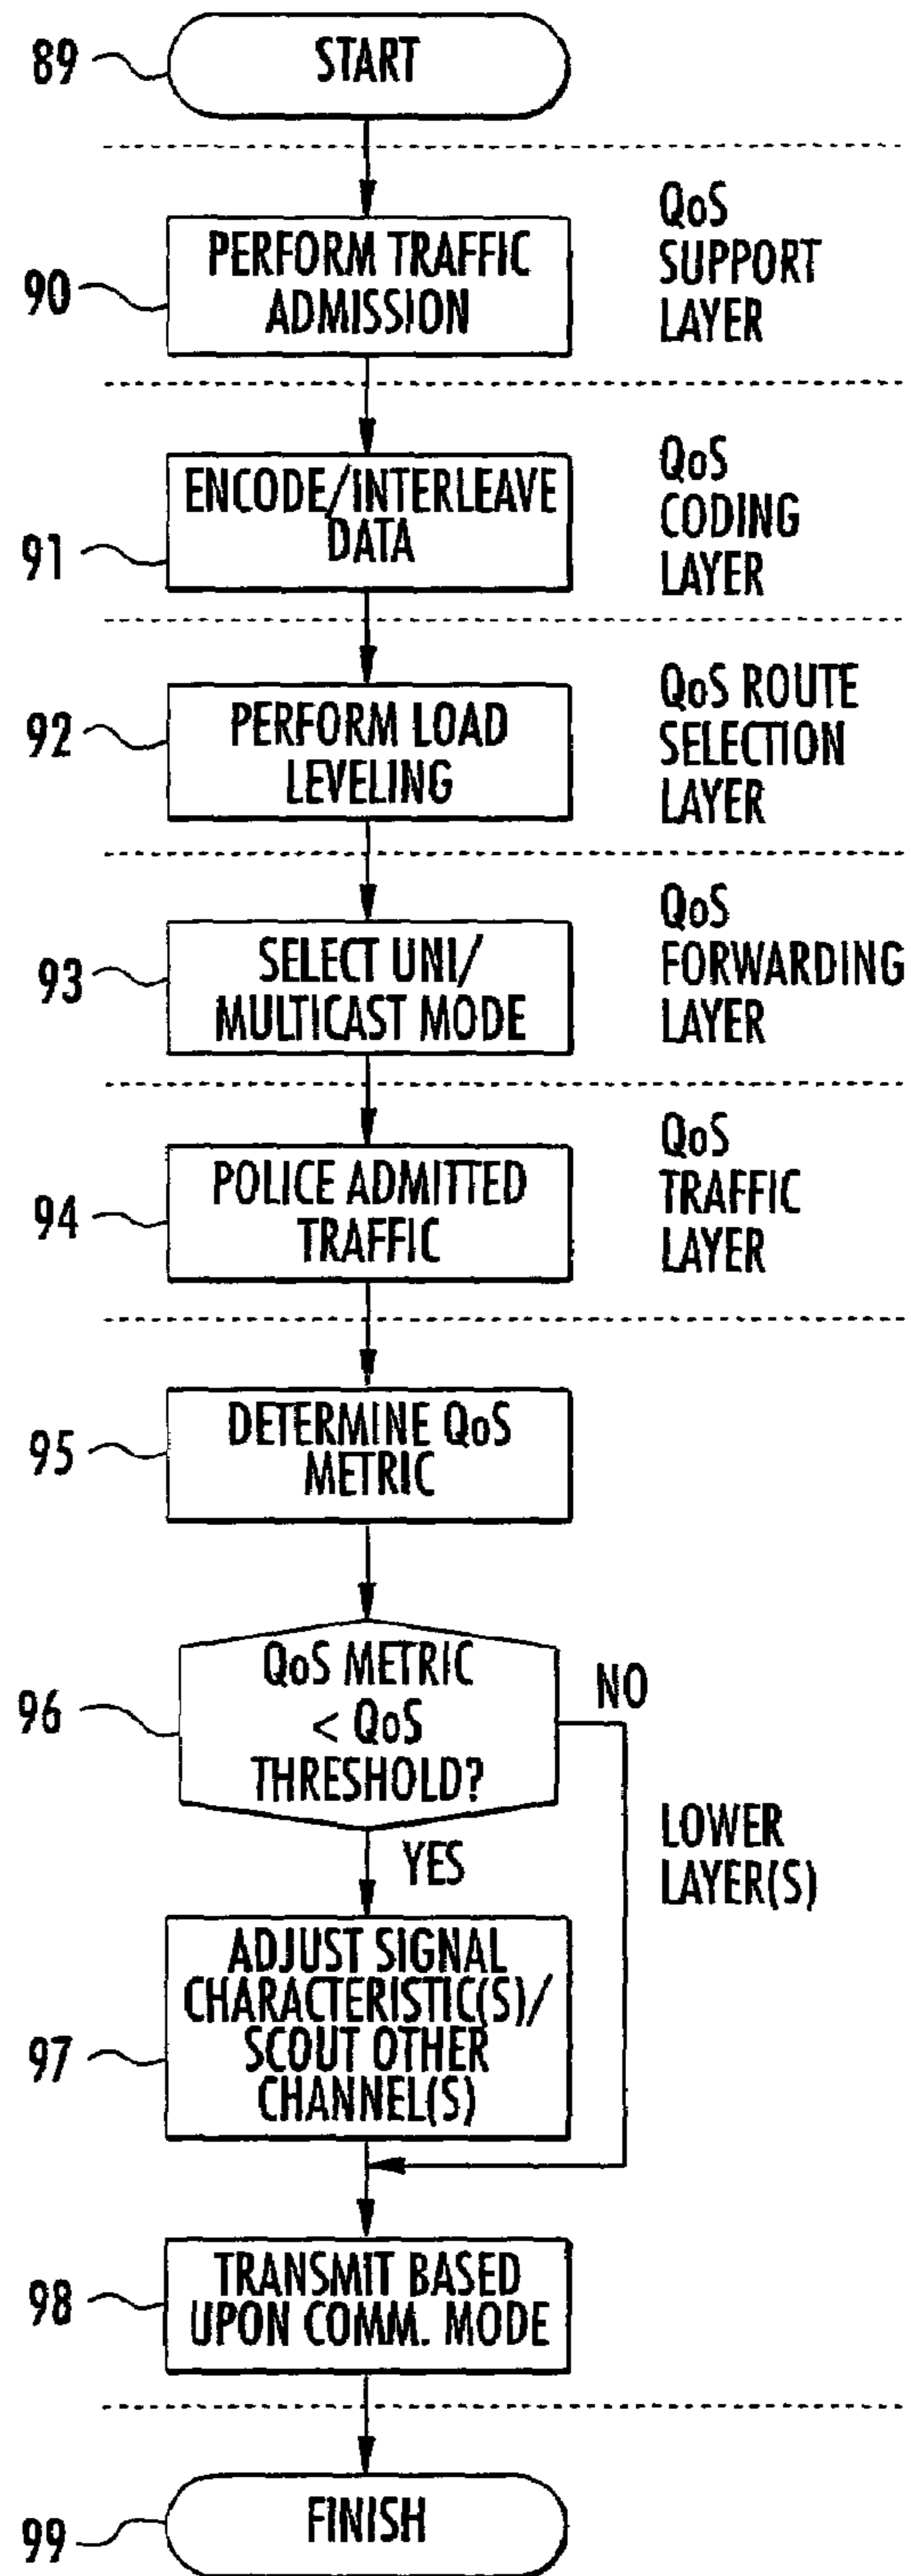 89
START
90
PERFORM TRAFFIC
ADMISSION
QoS
SUPPORT
LAYER
91
ENCODE/INTERLEAVE
DATA
QoS
CODING
LAYER
92
PERFORM LOAD
LEVELING
QoS ROUTE
SELECTION
LAYER
93
SELECT UNI/
MULTICAST MODE
QoS
FORWARDING
LAYER
94
POLICE ADMITTED
TRAFFIC
QoS
TRAFFIC
LAYER
95
DETERMINE QoS
METRIC
96
QoS METRIC
< QoS
THRESHOLD?
NO
YES
LOWER
LAYER(S)
97
ADJUST SIGNAL
CHARACTERISTIC(S)/
SCOUT OTHER
CHANNEL(S)
98
TRANSMIT BASED
UPON COMM. MODE
99
FINISH